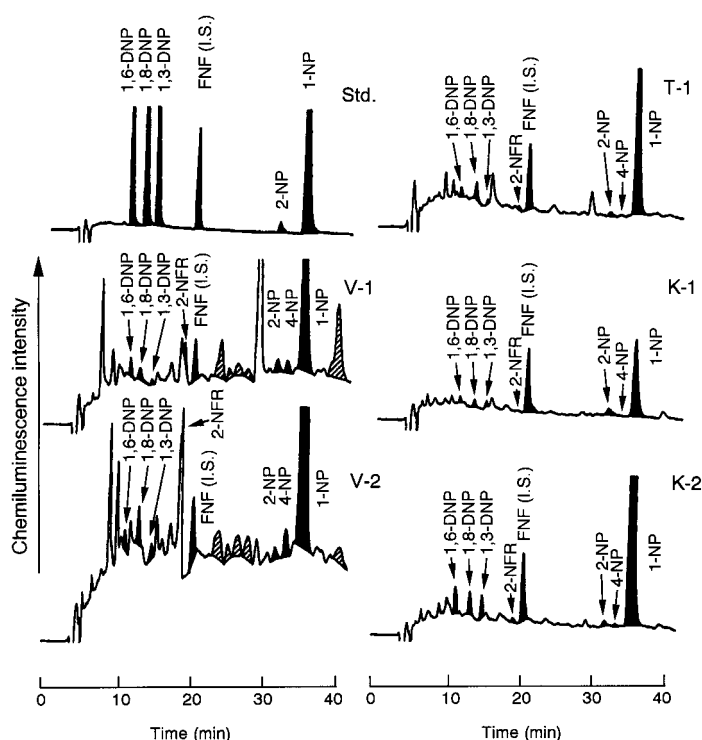 Chemiluminescence intensity
1,6-DNP
1,8-DNP
1,3-DNP
FNF (I.S.)
2-NP
1-NP
Std.
1,6-DNP
1,8-DNP
1,3-DNP
2-NFR
FNF (I.S.)
2-NP
4-NP
1-NP
V-1
1,6-DNP
1,8-DNP
1,3-DNP
2-NFR
FNF (I.S.)
2-NP
4-NP
1-NP
V-2
0 10 20 30 40
Time (min)
1,6-DNP
1,8-DNP
1,3-DNP
2-NFR
FNF (I.S.)
2-NP
4-NP
1-NP
T-1
1,6-DNP
1,8-DNP
1,3-DNP
2-NFR
FNF (I.S.)
2-NP
4-NP
1-NP
K-1
1,6-DNP
1,8-DNP
1,3-DNP
2-NFR
FNF (I.S.)
2-NP
4-NP
1-NP
K-2
0 10 20 30 40
Time (min)